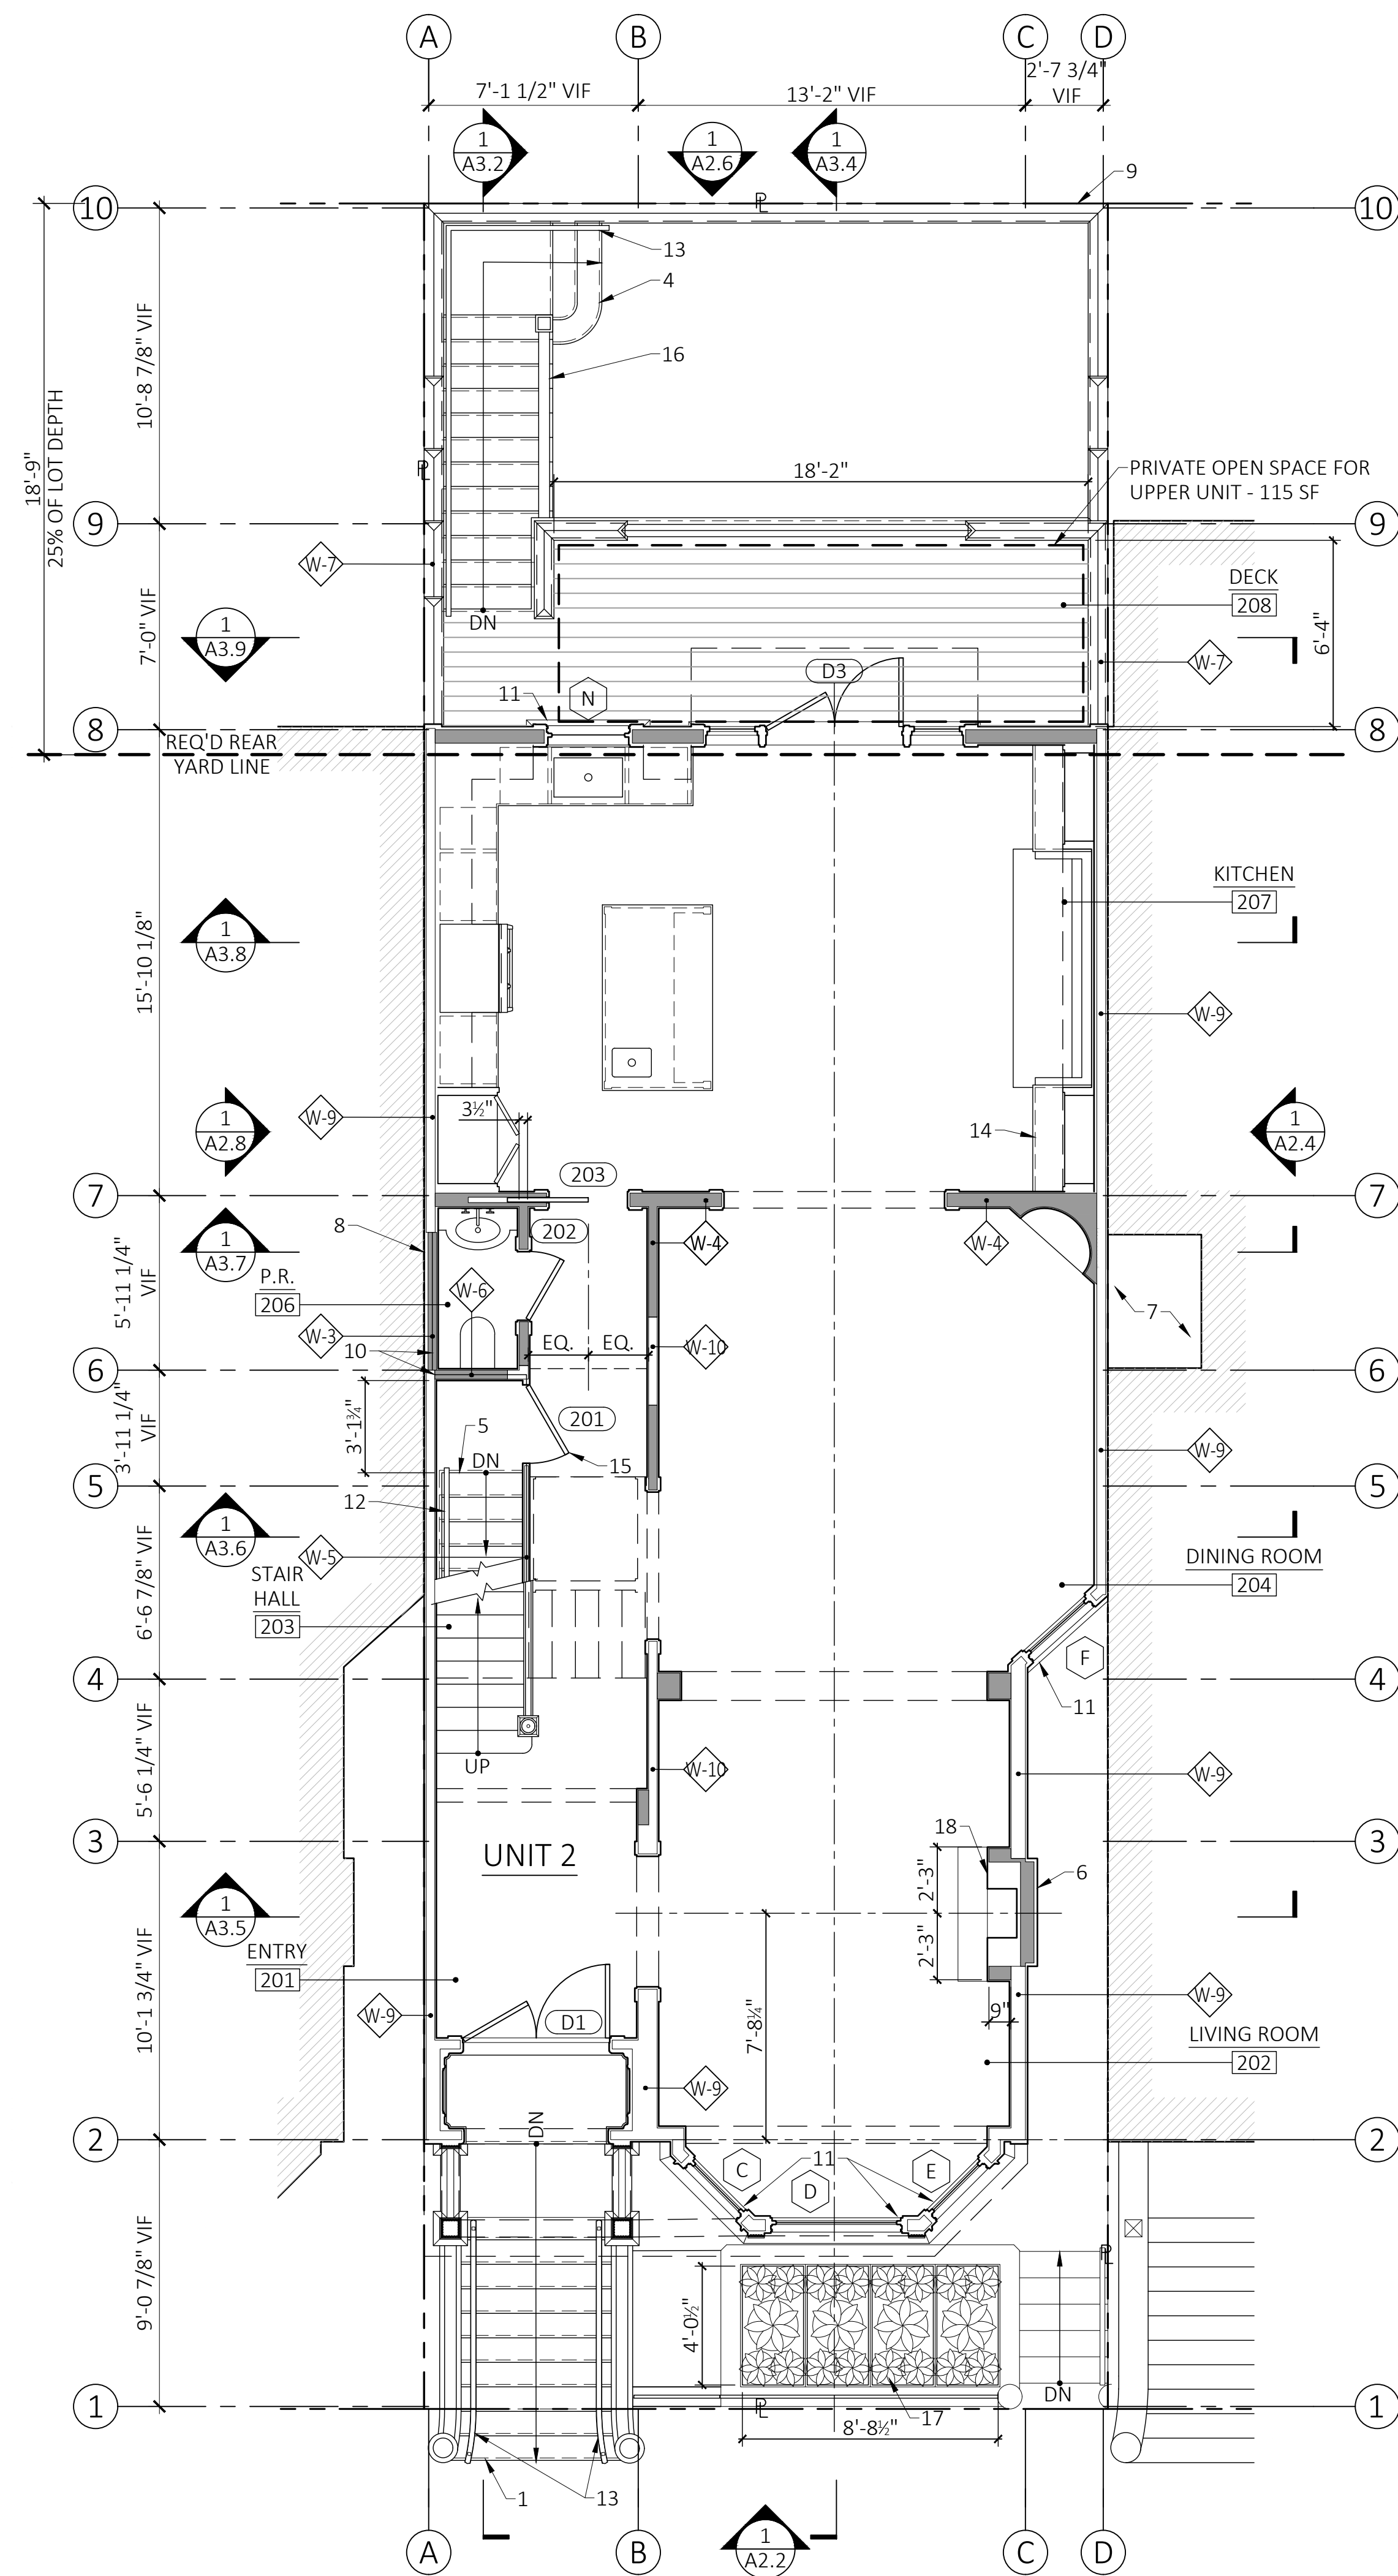 A
B
C
D
7'-1 1/2" VIF
13'-2" VIF
2'-7 3/4"
VIF
1
A3.2
1
A2.6
1
A3.4
9
10
10
PL
13
4
16
10'-8 7/8" VIF
18'-9"
25% OF LOT DEPTH
PL
18'-2"
PRIVATE OPEN SPACE FOR
UPPER UNIT - 115 SF
9
9
W-7
DECK
208
7'-0" VIF
1
A3.9
DN
6'-4"
W-7
D3
11
N
8
8
REQ'D REAR
YARD LINE
KITCHEN
207
15'-10 1/8"
1
A3.8
W-9
1
A2.8
W-9
3½"
14
1
A2.4
203
7
7
8
202
W-4
W-4
1
A3.7
P.R.
206
W-6
5'-11 1/4"
VIF
7
W-3
10
EQ.
EQ.
W-10
6
6
3'-11 1/4"
VIF
3'-1¾"
5
201
DN
15
W-9
5
5
12
1
A3.6
W-5
STAIR
HALL
203
6'-6 7/8" VIF
DINING ROOM
204
F
4
4
11
5'-6 1/4" VIF
UP
W-10
W-9
3
3
UNIT 2
18
6
2'-3"
2'-3"
1
A3.5
ENTRY
201
10'-1 3/4" VIF
W-9
D1
7'-8¼"
9"
W-9
LIVING ROOM
202
W-9
DN
2
2
C
11
E
D
9'-0 7/8" VIF
PL
4'-0½"
DN
1
1
PL
17
8'-8½"
1
13
A
B
1
A2.2
C
D